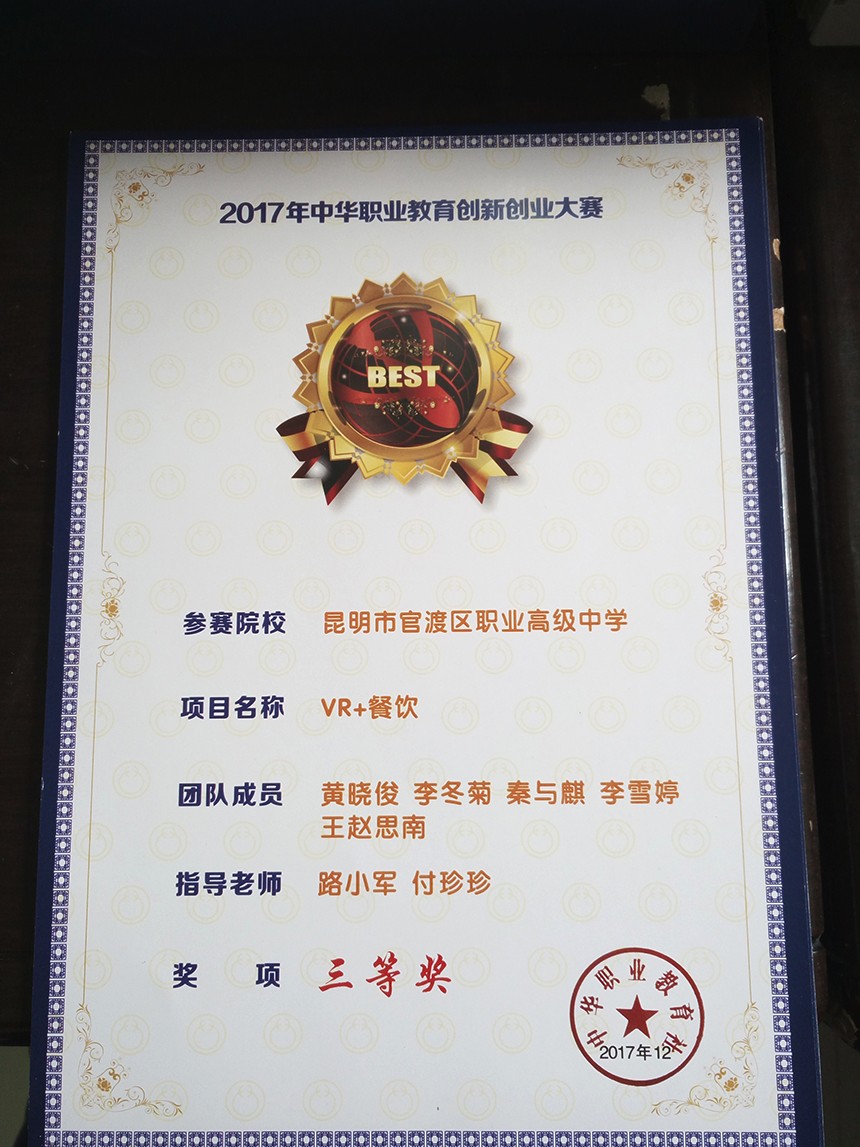 2017年中华职业教育创新创业大赛
BEST
参赛院校 昆明市官渡区职业高级中学
项目名称 VR+餐饮
团队成员 黄晓俊 李冬菊 秦与麒 李雪婷
王赵思南
指导老师 路小军 付珍珍
奖 项 三等奖
中华职业教育社
2017年12